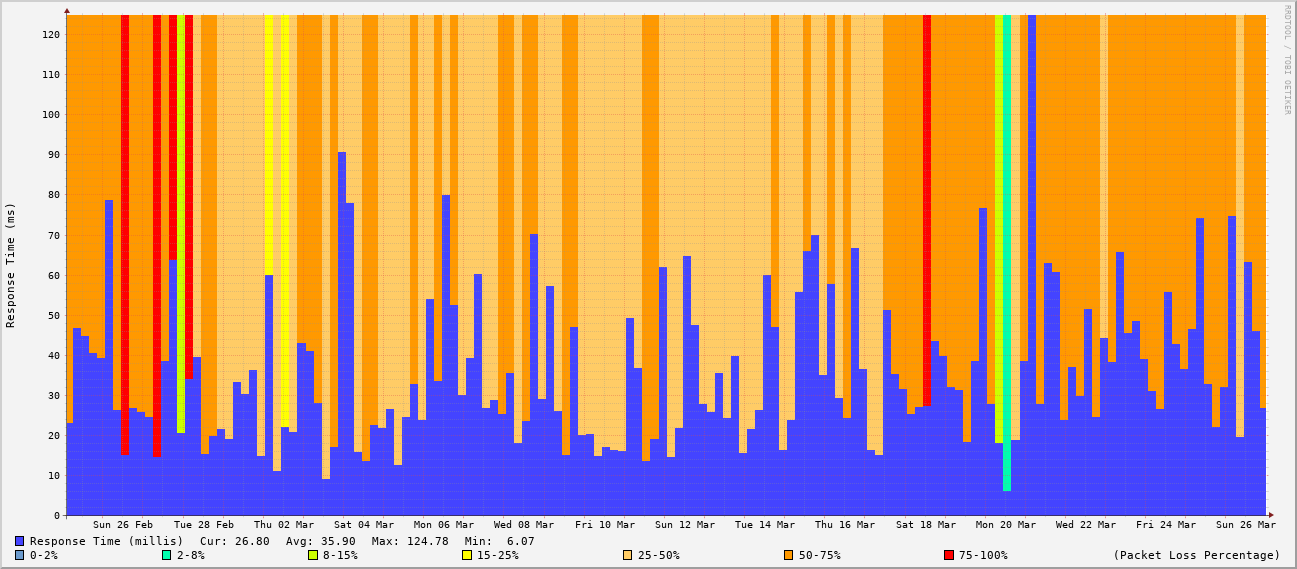 RRDTOOL / TOBI OETIKER
Response Time (ms)
120
110
100
90
80
70
60
50
40
30
20
10
0
Sun 26 Feb Tue 28 Feb Thu 02 Mar Sat 04 Mar Mon 06 Mar Wed 08 Mar Fri 10 Mar Sun 12 Mar Tue 14 Mar Thu 16 Mar Sat 18 Mar Mon 20 Mar Wed 22 Mar Fri 24 Mar Sun 26 Mar
Response Time (millis) Cur: 26.80 Avg: 35.90 Max: 124.78 Min: 6.07
0-2% 2-8% 8-15% 15-25% 25-50% 50-75% 75-100% (Packet Loss Percentage)